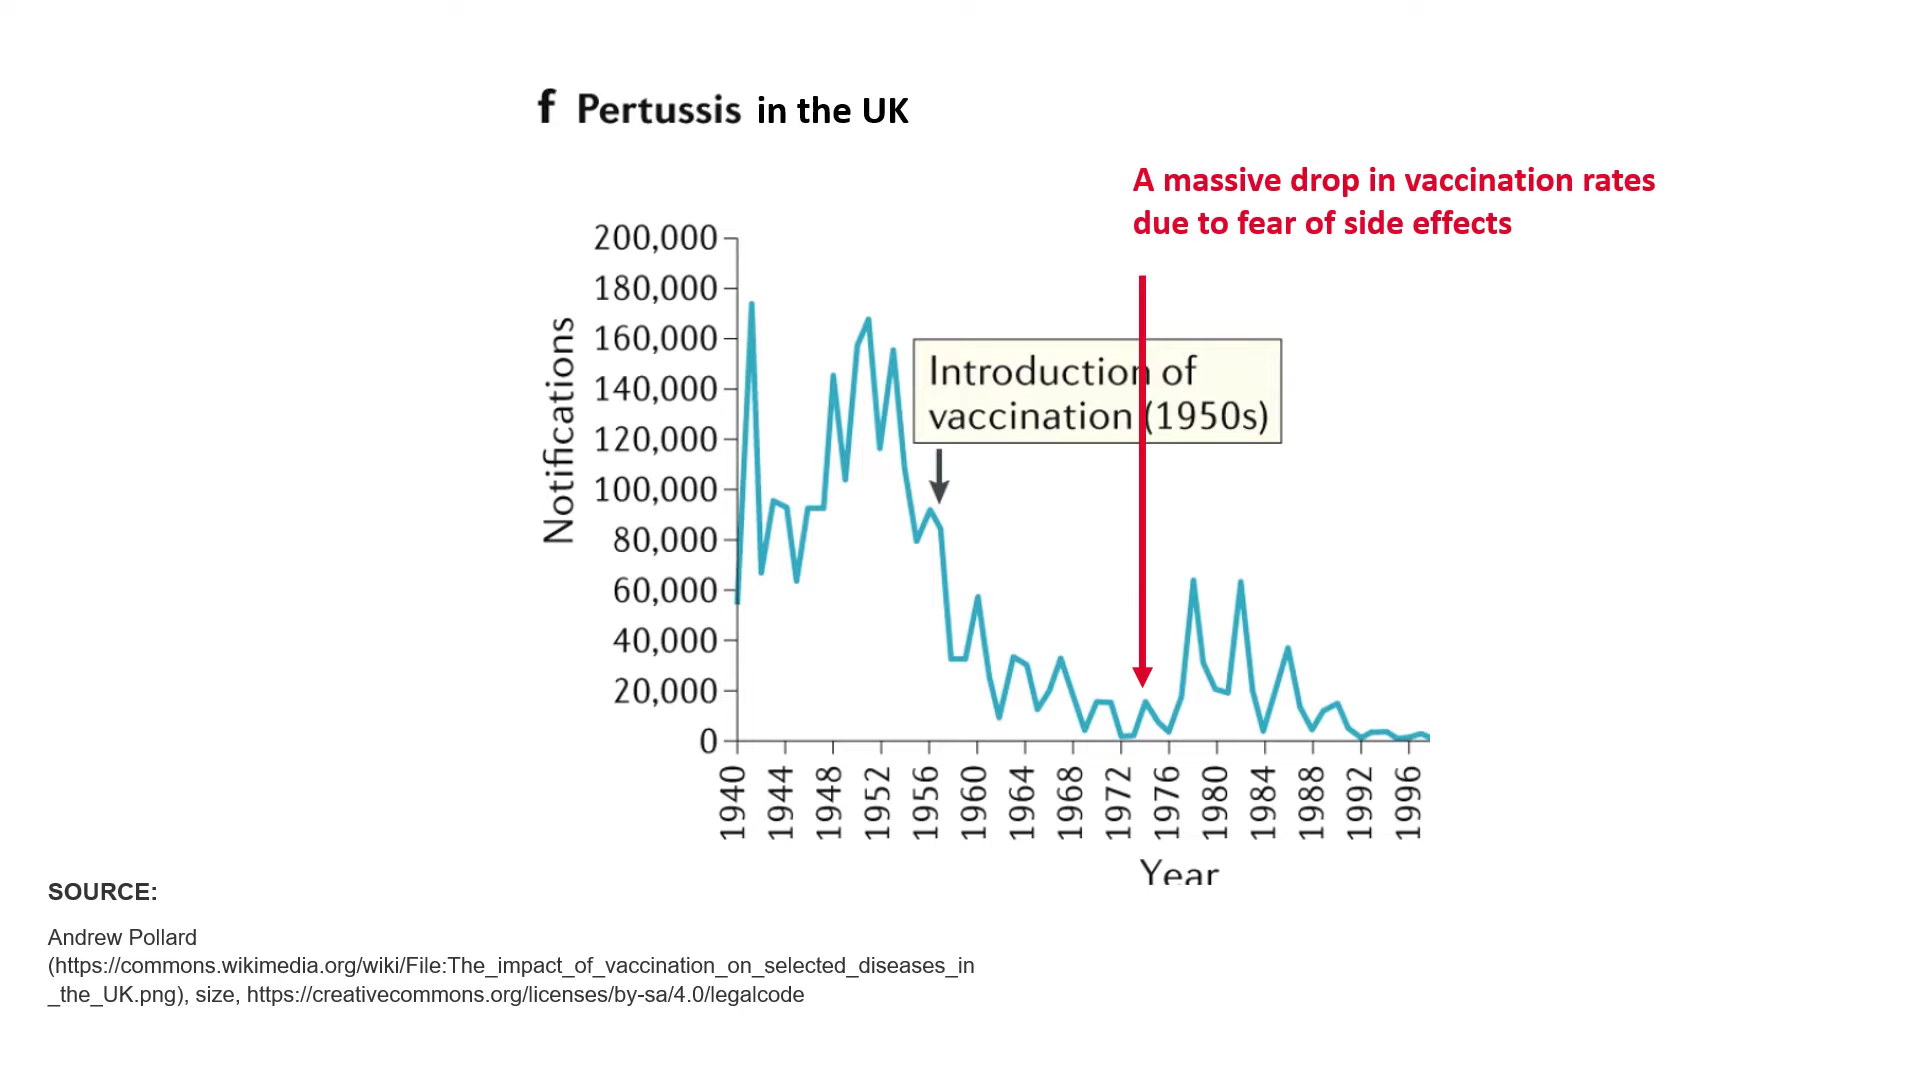 f Pertussis in the UK
A massive drop in vaccination rates
due to fear of side effects
200,000
180,000
160,000
140,000
120,000
100,000
80,000
60,000
40,000
20,000
0
Notifications
Introduction of
vaccination (1950s)
1940
1944
1948
1952
1956
1960
1964
1968
1972
1976
1980
1984
1988
1992
1996
Year
SOURCE:
Andrew Pollard
(https://commons.wikimedia.org/wiki/File:The_impact_of_vaccination_on_selected_diseases_in
_the_UK.png), size, https://creativecommons.org/licenses/by-sa/4.0/legalcode